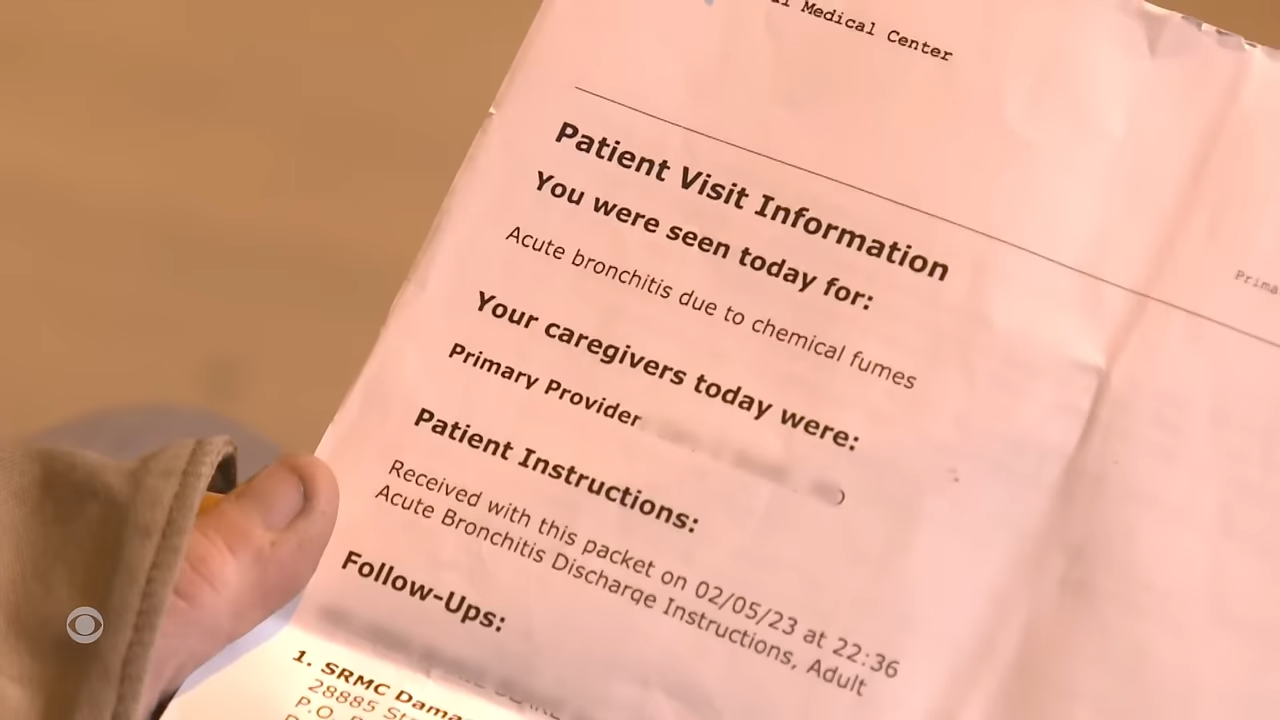 Medical Center
Patient Visit Information
You were seen today for:
Acute bronchitis due to chemical fumes
Your caregivers today were:
Primary Provider
Patient Instructions:
Received with this packet on 02/05/23 at 22:36
Acute Bronchitis Discharge Instructions, Adult
Follow-Ups:
1. SRMC
28885
P.O.